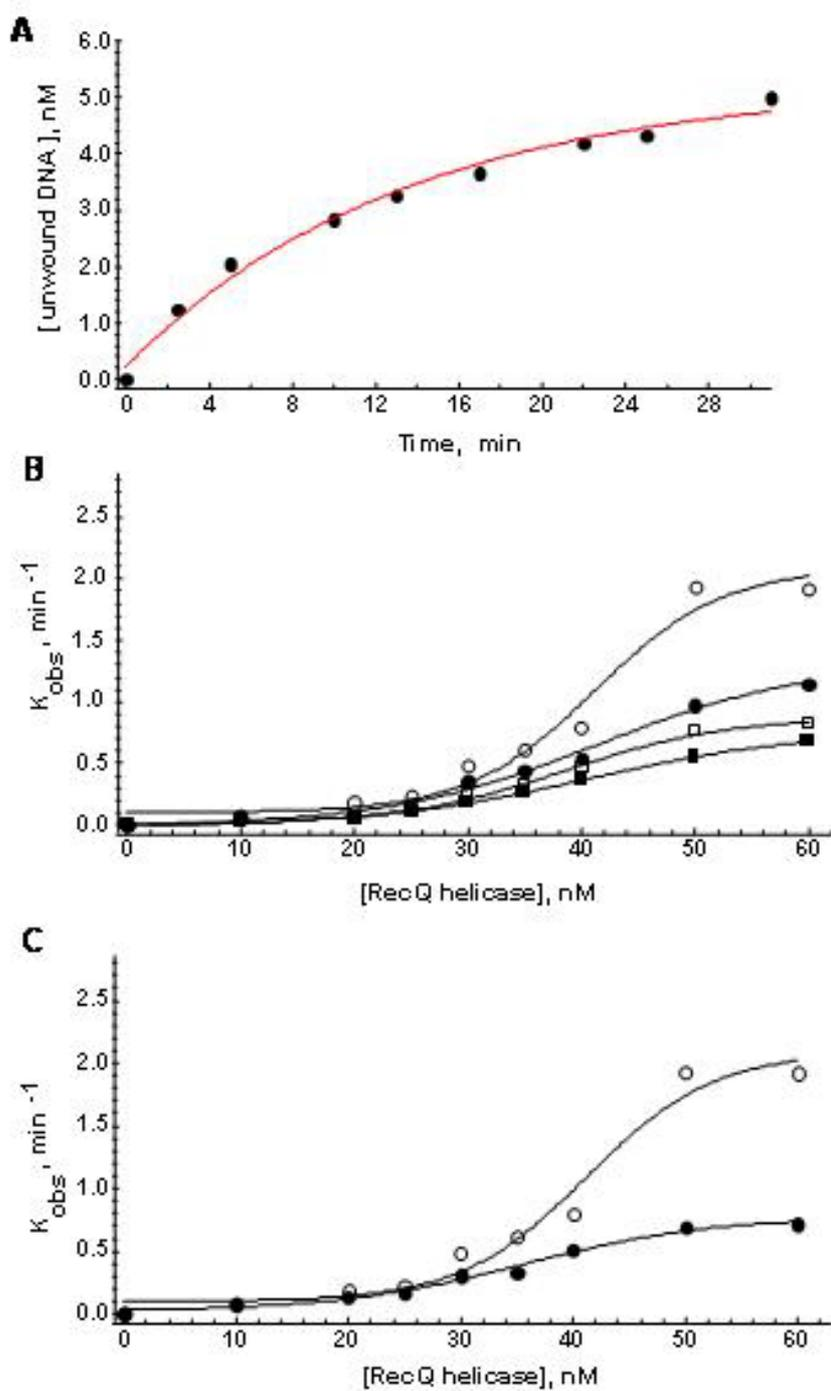 A
6.0
5.0
4.0
3.0
2.0
1.0
0.0
[unwound DNA], nM
0 4 8 12 16 20 24 28
Time, min
B
2.5
2.0
1.5
1.0
0.5
0.0
Kobs, min -1
0 10 20 30 40 50 60
[RecQ helicase], nM
C
2.5
2.0
1.5
1.0
0.5
0.0
Kobs, min -1
0 10 20 30 40 50 60
[RecQ helicase], nM